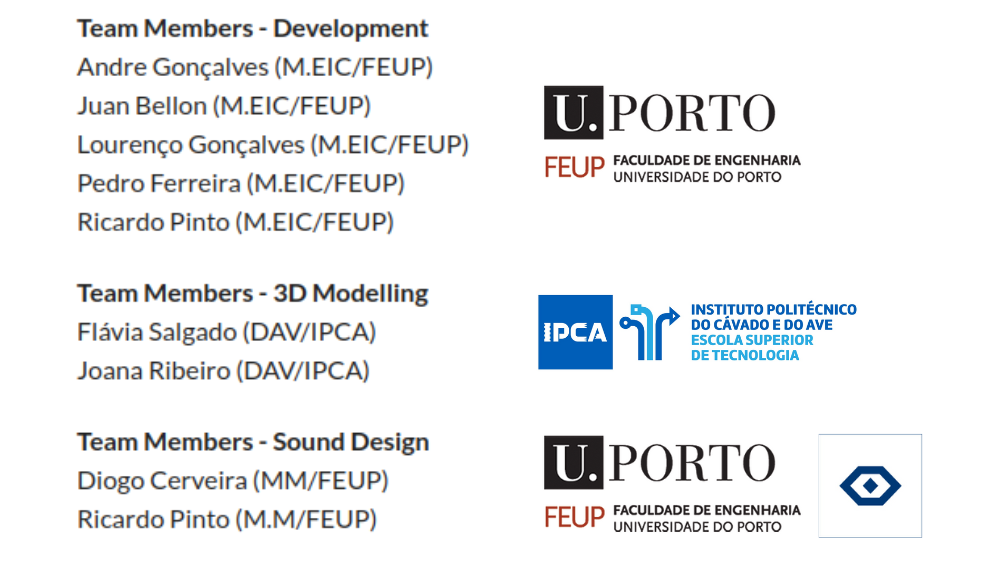 Team Members - Development
Andre Gonçalves (M.EIC/FEUP)
Juan Bellon (M.EIC/FEUP)
Lourenço Gonçalves (M.EIC/FEUP)
Pedro Ferreira (M.EIC/FEUP)
Ricardo Pinto (M.EIC/FEUP)
U. PORTO
FEUP FACULDADE DE ENGENHARIA
UNIVERSIDADE DO PORTO
Team Members - 3D Modelling
Flávia Salgado (DAV/IPCA)
Joana Ribeiro (DAV/IPCA)
IPCA
INSTITUTO POLITÉCNICO
DO CÁVADO E DO AVE
ESCOLA SUPERIOR
DE TECNOLOGIA
Team Members - Sound Design
Diogo Cerveira (MM/FEUP)
Ricardo Pinto (M.M/FEUP)
U. PORTO
FEUP FACULDADE DE ENGENHARIA
UNIVERSIDADE DO PORTO